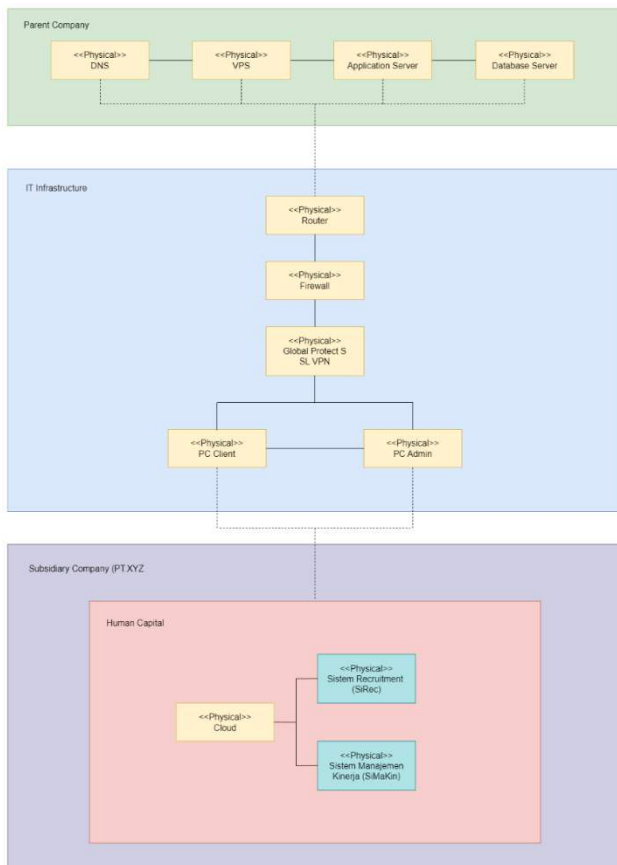 Parent Company
<<Physical>>
DNS
<<Physical>>
VPS
<<Physical>>
Application Server
<<Physical>>
Database Server
IT Infrastructure
<<Physical>>
Router
<<Physical>>
Firewall
<<Physical>>
Global Protect S
SL VPN
<<Physical>>
PC Client
<<Physical>>
PC Admin
Subsidiary Company (PT.XYZ
Human Capital
<<Physical>>
Sistem Recruitment
(SiRec)
<<Physical>>
Cloud
<<Physical>>
Sistem Manajemen
Kinerja (SiMaKin)